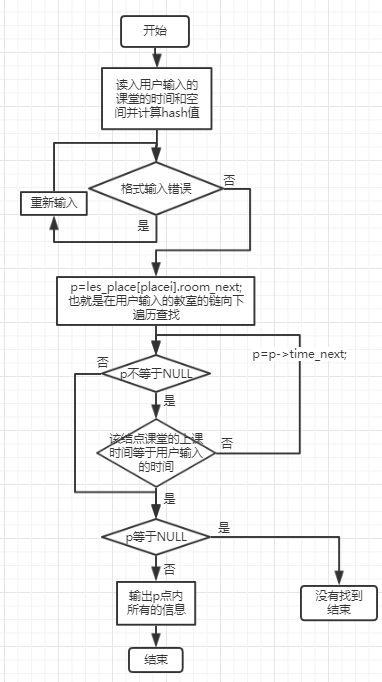 开始
读入用户输入的
课堂的时间和空
间并计算hash值
格式输入错误
否
重新输入
是
p=les_place[placei].room_next;
也就是在用户输入的教室的链向下
遍历查找
p=p->time_next;
否
p不等于NULL
是
该结点课堂的上课
时间等于用户输入
的时间
否
是
p等于NULL
是
否
输出p点内
所有的信息
没有找到
结束
结束